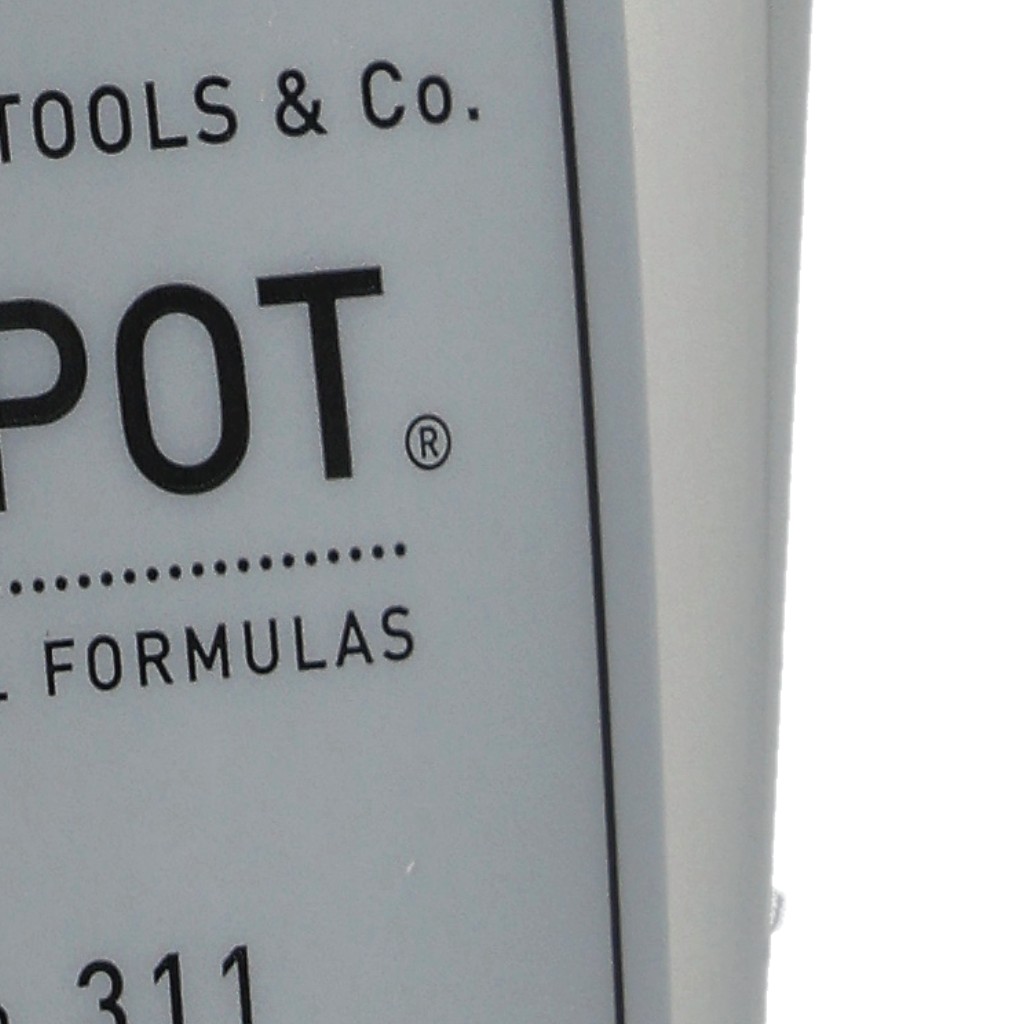 TOOLS & Co.
POT®
FORMULAS
311